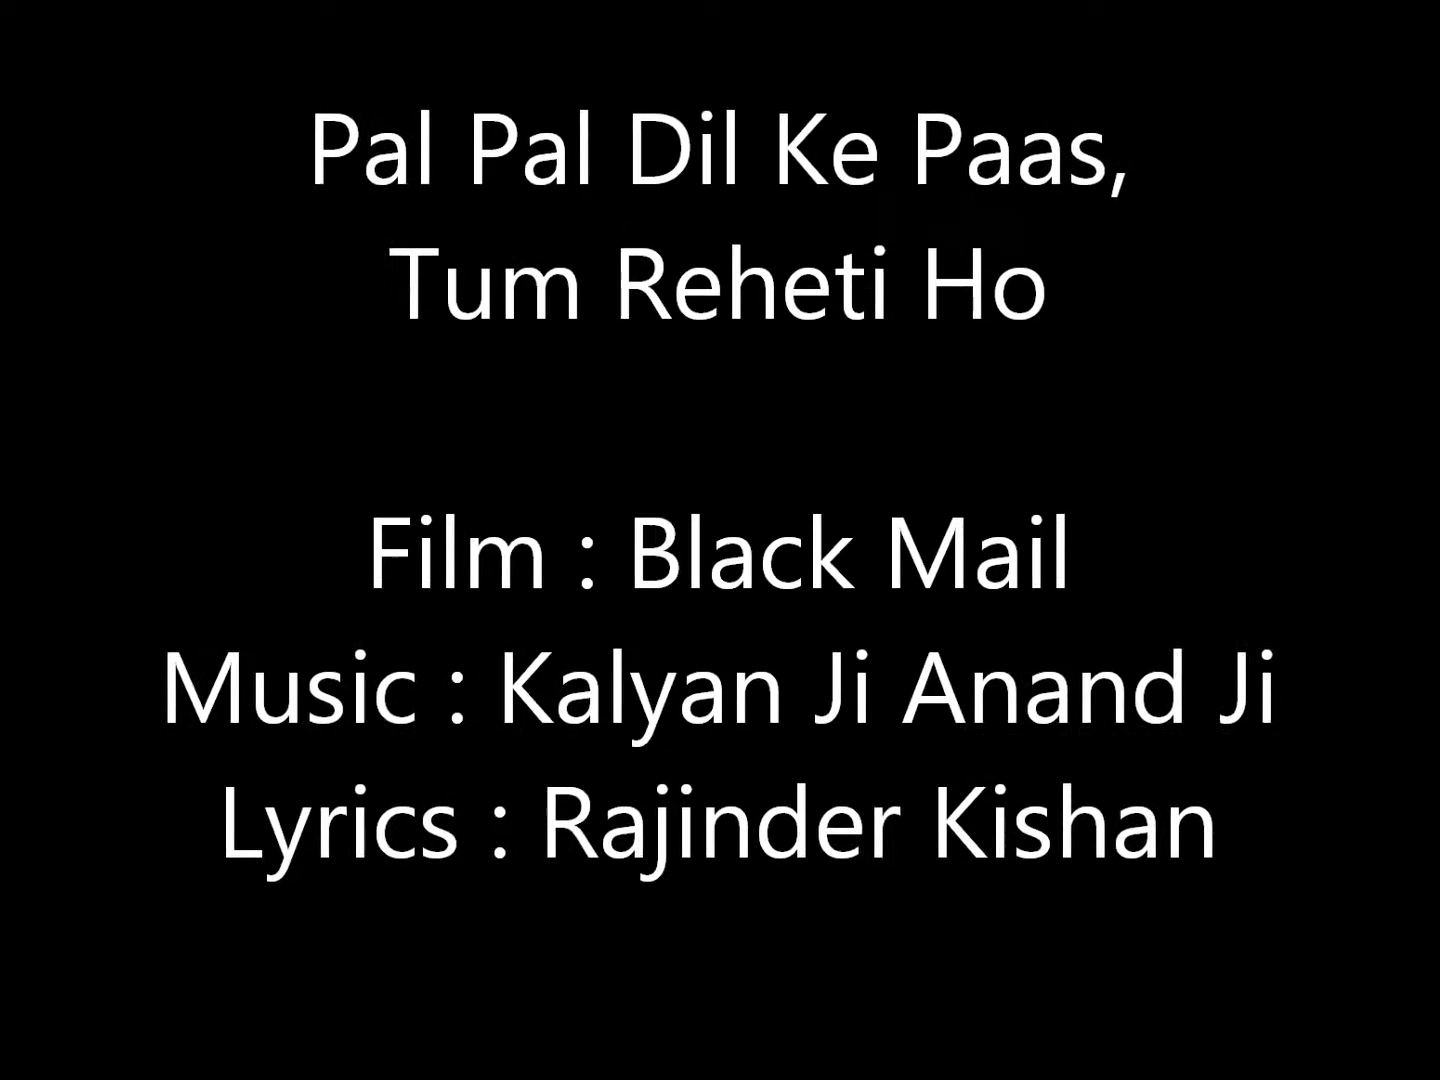 Pal Pal Dil Ke Paas,
Tum Reheti Ho
Film : Black Mail
Music : Kalyan Ji Anand Ji
Lyrics : Rajinder Kishan